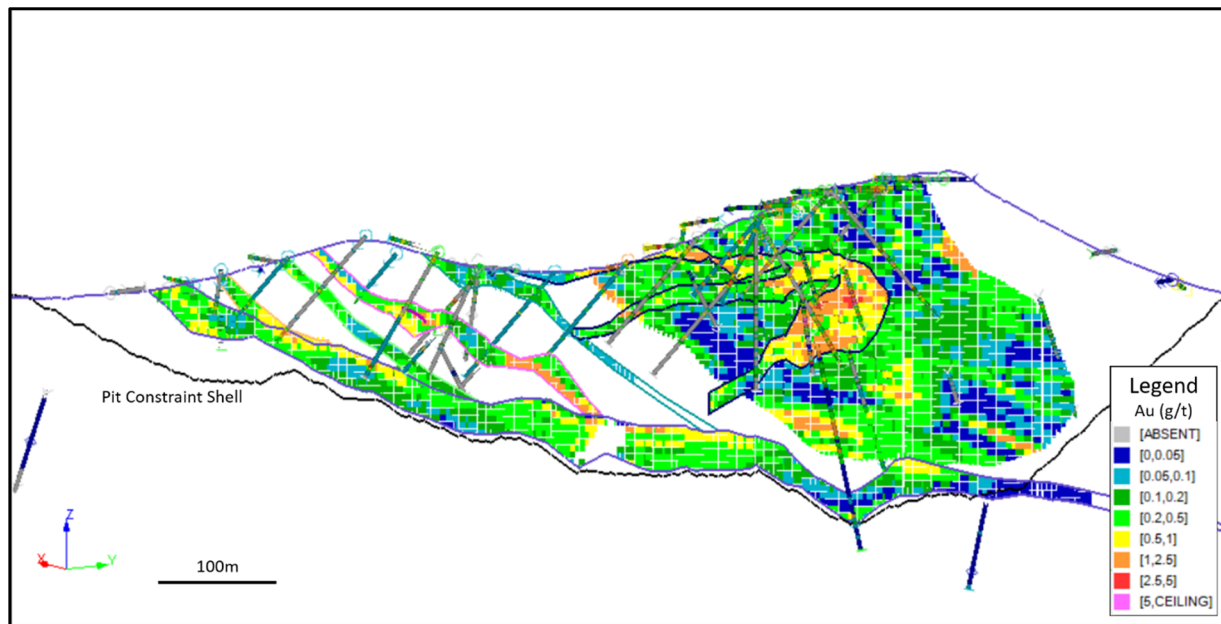 Pit Constraint Shell
Legend
Au (g/t)
[ABSENT]
[0,0.05]
[0.05,0.1]
[0.1,0.2]
[0.2,0.5]
[0.5,1]
[1,2.5]
[2.5,5]
[5,CEILING]
Z
X
Y
100m